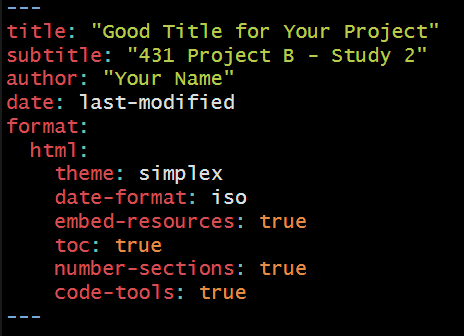 ---
title: "Good Title for Your Project"
subtitle: "431 Project B - Study 2"
author: "Your Name"
date: last-modified
format:
  html:
    theme: simplex
    date-format: iso
    embed-resources: true
    toc: true
    number-sections: true
    code-tools: true
---